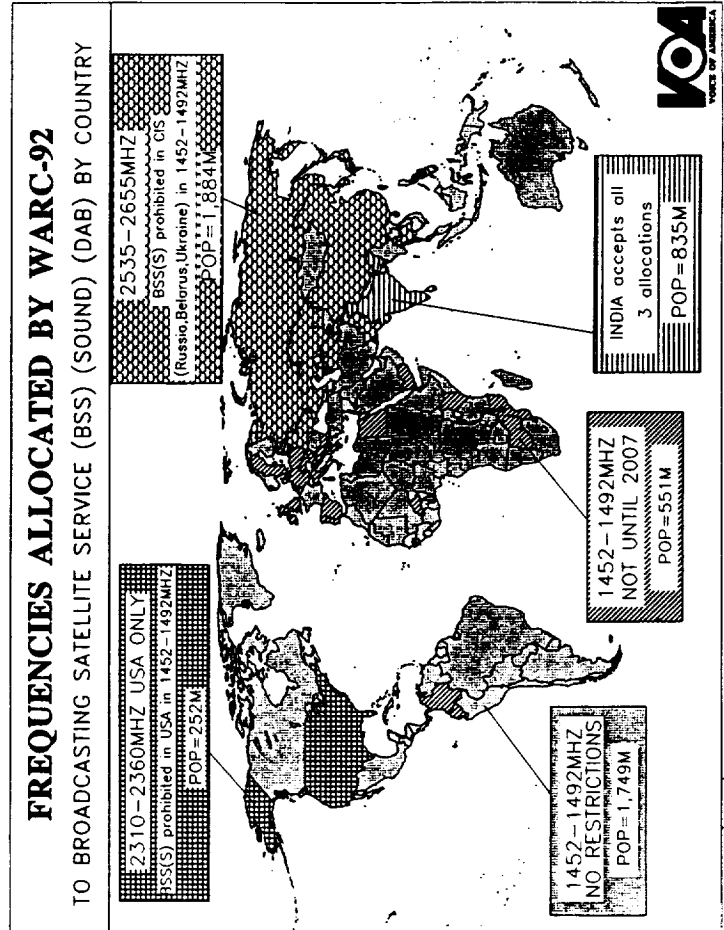 FREQUENCIES ALLOCATED BY WARC-92
TO BROADCASTING SATELLITE SERVICE (BSS) (SOUND) (DAB) BY COUNTRY
2310-2360MHZ USA ONLY
BSS(S) prohibited in USA in 1452-1492MHZ
POP=252M
2535-2655MHZ
BSS(S) prohibited in CIS
(Russia,Belarus,Ukraine) in 1452-1492MHZ
POP=1,884M
1452-1492MHZ
NO RESTRICTIONS
POP=1,749M
1452-1492MHZ
NOT UNTIL 2007
POP=551M
INDIA accepts all
3 allocations
POP=835M
VOA
VOICE OF AMERICA